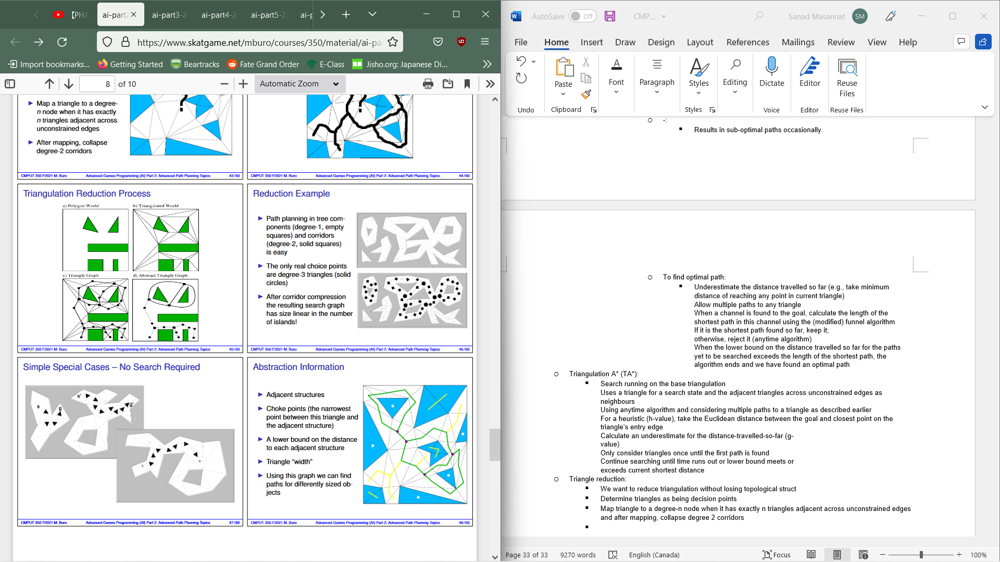 【PHA
ai-part2
ai-part3-2
ai-part4-2
ai-part5-2
ai-p
https://www.skatgame.net/mburo/courses/350/material/ai-pa
Import bookmarks...
Getting Started
Beartracks
Fate Grand Order
E-Class
Jisho.org: Japanese Di...
8 of 10
Automatic Zoom
Map a triangle to a degree-
n node when it has exactly
n triangles adjacent across
unconstrained edges
After mapping, collapse
degree-2 corridors
CMPUT 350 F2021 M. Buro Advanced Games Programming (AI) Part 2: Advanced Path Planning Topics 43/60
CMPUT 350 F2021 M. Buro Advanced Games Programming (AI) Part 2: Advanced Path Planning Topics 44/60
Triangulation Reduction Process
a) Polygon World
b) Triangulated World
c) Triangle Graph
d) Abstract Triangle Graph
CMPUT 350 F2021 M. Buro Advanced Games Programming (AI) Part 2: Advanced Path Planning Topics 45/60
Reduction Example
Path planning in tree com-
ponents (degree-1, empty
squares) and corridors
(degree-2, solid squares)
is easy
The only real choice points
are degree-3 triangles (solid
circles)
After corridor compression
the resulting search graph
has size linear in the number
of islands!
CMPUT 350 F2021 M. Buro Advanced Games Programming (AI) Part 2: Advanced Path Planning Topics 46/60
Simple Special Cases – No Search Required
s
g
s'
g'
s
G
CMPUT 350 F2021 M. Buro Advanced Games Programming (AI) Part 2: Advanced Path Planning Topics 47/60
Abstraction Information
Adjacent structures
Choke points (the narrowest
point between this triangle and
the adjacent structure)
A lower bound on the distance
to each adjacent structure
Triangle “width”
Using this graph we can find
paths for differently sized ob-
jects
CMPUT 350 F2021 M. Buro Advanced Games Programming (AI) Part 2: Advanced Path Planning Topics 48/60
AutoSave Off CMP... Sanad Masannat SM
File Home Insert Draw Design Layout References Mailings Review View Help
Paste
Font
Paragraph
Styles
Editing
Dictate
Editor
Reuse
Files
Undo Clipboard Styles Voice Editor Reuse Files
-:
Results in sub-optimal paths occasionally.
To find optimal path:
Underestimate the distance travelled so far (e.g., take minimum
distance of reaching any point in current triangle)
Allow multiple paths to any triangle
When a channel is found to the goal, calculate the length of the
shortest path in this channel using the (modified) funnel algorithm
If it is the shortest path found so far, keep it;
otherwise, reject it (anytime algorithm)
When the lower bound on the distance travelled so far for the paths
yet to be searched exceeds the length of the shortest path, the
algorithm ends and we have found an optimal path
Triangulation A* (TA*):
Search running on the base triangulation
Uses a triangle for a search state and the adjacent triangles across unconstrained edges as
neighbours
Using anytime algorithm and considering multiple paths to a triangle as described earlier
For a heuristic (h-value), take the Euclidean distance between the goal and closest point on the
triangle’s entry edge
Calculate an underestimate for the distance-travelled-so-far (g-
value)
Only consider triangles once until the first path is found
Continue searching until time runs out or lower bound meets or
exceeds current shortest distance
Triangle reduction:
We want to reduce triangulation without losing topological struct
Determine triangles as being decision points
Map triangle to a degree-n node when it has exactly n triangles adjacent across unconstrained edges
and after mapping, collapse degree 2 corridors
Page 33 of 33 9270 words English (Canada) Focus 100%